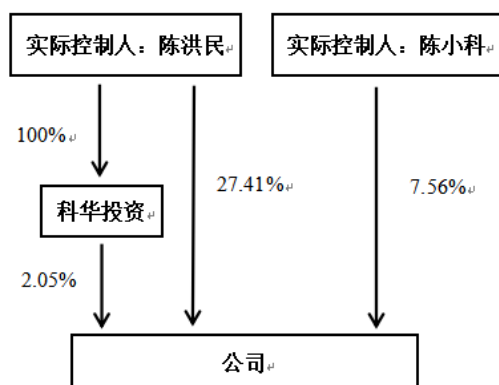 实际控制人：陈洪民
实际控制人：陈小科
100%
27.41%
7.56%
科华投资
2.05%
公司